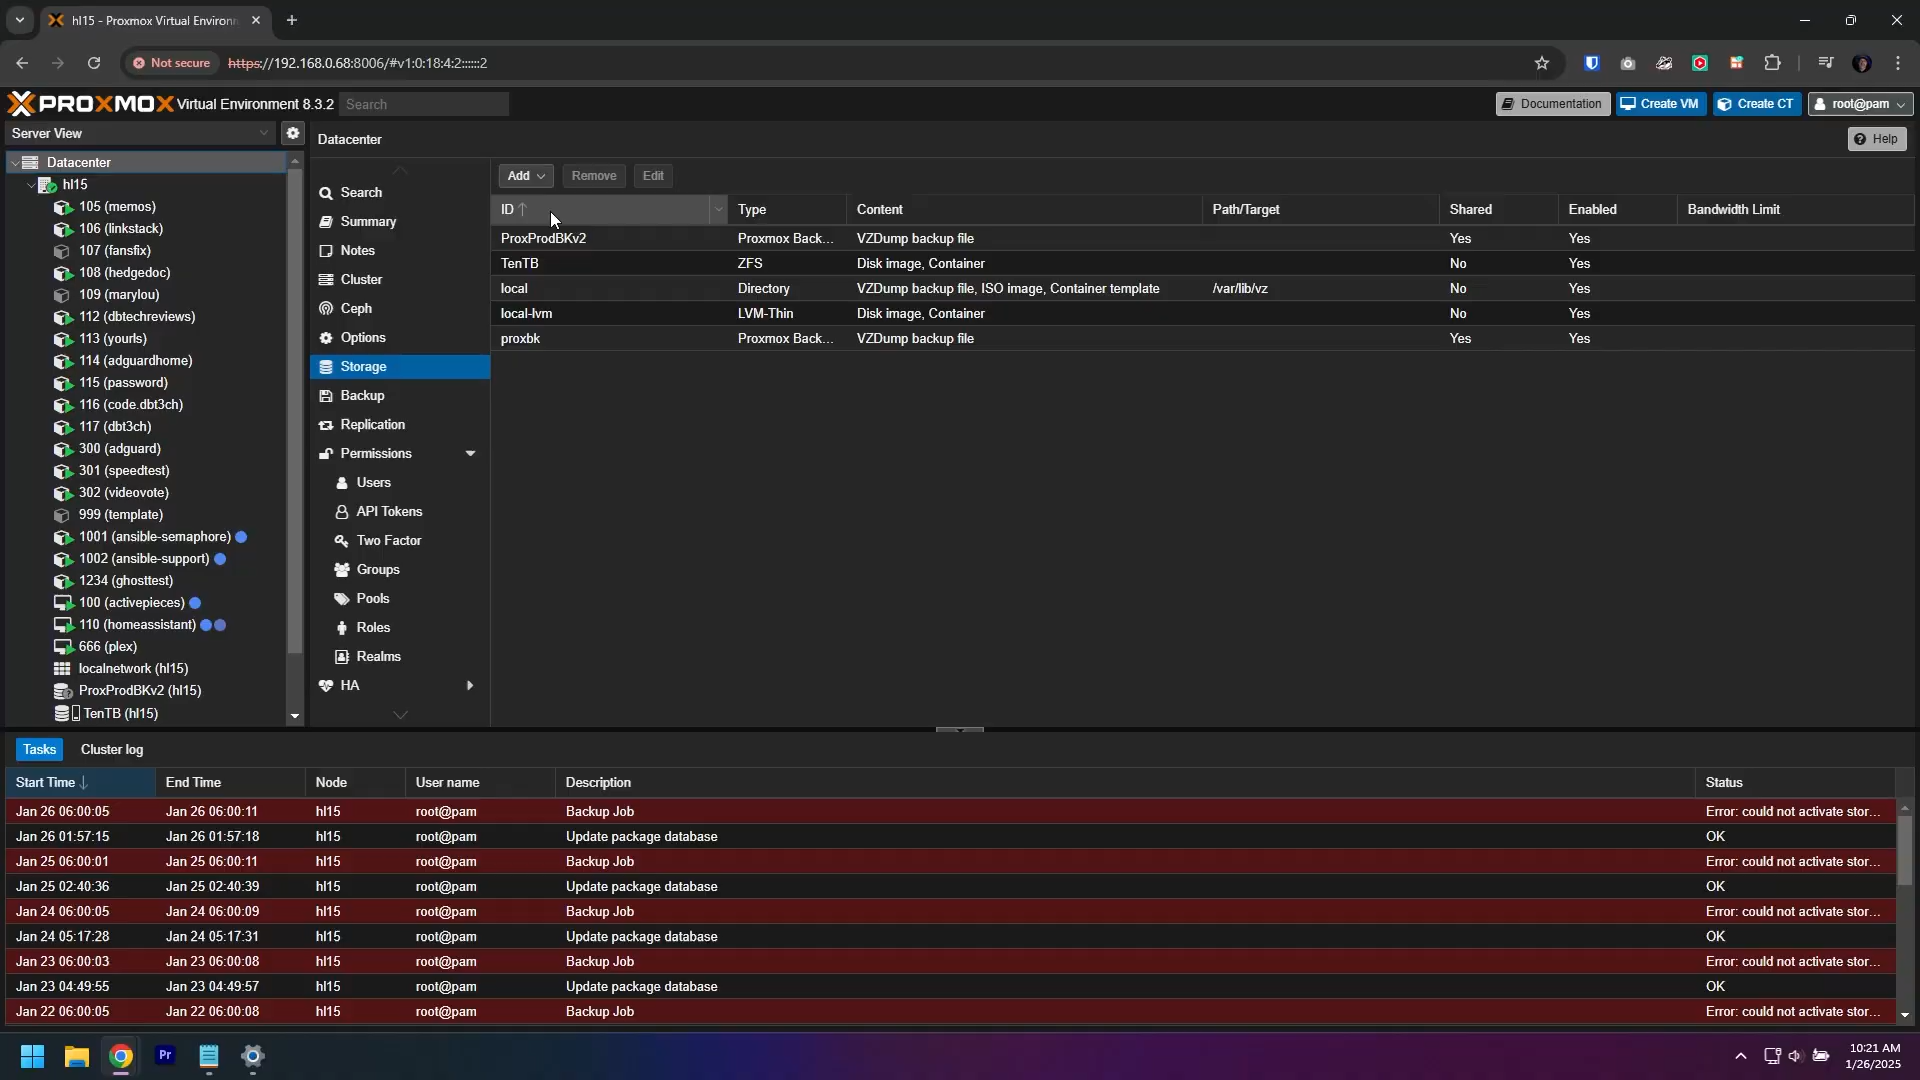 hl15 - Proxmox Virtual Environm
Not secure https://192.168.0.68:8006/#v1:0:18:4:2::::::2
PROXMOX Virtual Environment 8.3.2 Search Documentation Create VM Create CT root@pam
Server View
Datacenter
hl15
105 (memos)
106 (linkstack)
107 (fansfix)
108 (hedgedoc)
109 (marylou)
112 (dbtechreviews)
113 (yourls)
114 (adguardhome)
115 (password)
116 (code.dbt3ch)
117 (dbt3ch)
300 (adguard)
301 (speedtest)
302 (videovote)
999 (template)
1001 (ansible-semaphore)
1002 (ansible-support)
1234 (ghosttest)
100 (activepieces)
110 (homeassistant)
666 (plex)
localnetwork (hl15)
ProxProdBKv2 (hl15)
TenTB (hl15)
Datacenter Help
Search
Summary
Notes
Cluster
Ceph
Options
Storage
Backup
Replication
Permissions
Users
API Tokens
Two Factor
Groups
Pools
Roles
Realms
HA
Add Remove Edit
ID Type Content Path/Target Shared Enabled Bandwidth Limit
ProxProdBKv2 Proxmox Back... VZDump backup file Yes Yes
TenTB ZFS Disk image, Container No Yes
local Directory VZDump backup file, ISO image, Container template /var/lib/vz No Yes
local-lvm LVM-Thin Disk image, Container No Yes
proxbk Proxmox Back... VZDump backup file Yes Yes
Tasks Cluster log
Start Time End Time Node User name Description Status
Jan 26 06:00:05 Jan 26 06:00:11 hl15 root@pam Backup Job Error: could not activate stor...
Jan 26 01:57:15 Jan 26 01:57:18 hl15 root@pam Update package database OK
Jan 25 06:00:01 Jan 25 06:00:11 hl15 root@pam Backup Job Error: could not activate stor...
Jan 25 02:40:36 Jan 25 02:40:39 hl15 root@pam Update package database OK
Jan 24 06:00:05 Jan 24 06:00:09 hl15 root@pam Backup Job Error: could not activate stor...
Jan 24 05:17:28 Jan 24 05:17:31 hl15 root@pam Update package database OK
Jan 23 06:00:03 Jan 23 06:00:08 hl15 root@pam Backup Job Error: could not activate stor...
Jan 23 04:49:55 Jan 23 04:49:57 hl15 root@pam Update package database OK
Jan 22 06:00:05 Jan 22 06:00:08 hl15 root@pam Backup Job Error: could not activate stor...
Pr
10:21 AM
1/26/2025